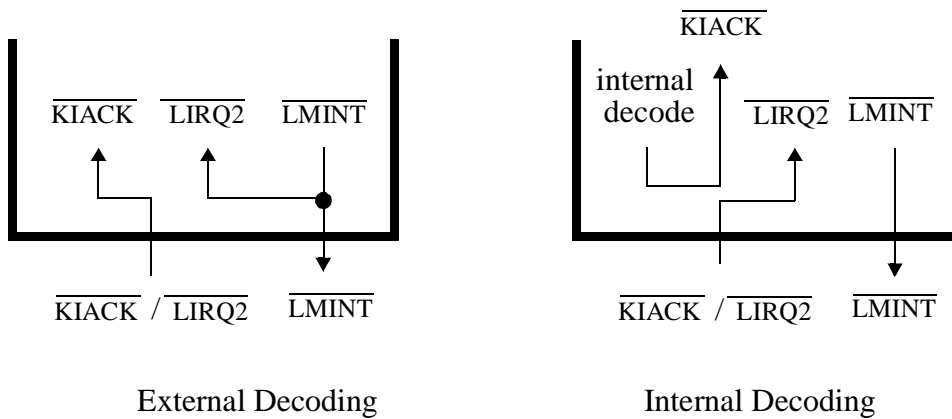 KIACK LIRQ2 LMINT
KIACK / LIRQ2 LMINT
External Decoding
KIACK
internal
decode
LIRQ2 LMINT
KIACK / LIRQ2 LMINT
Internal Decoding